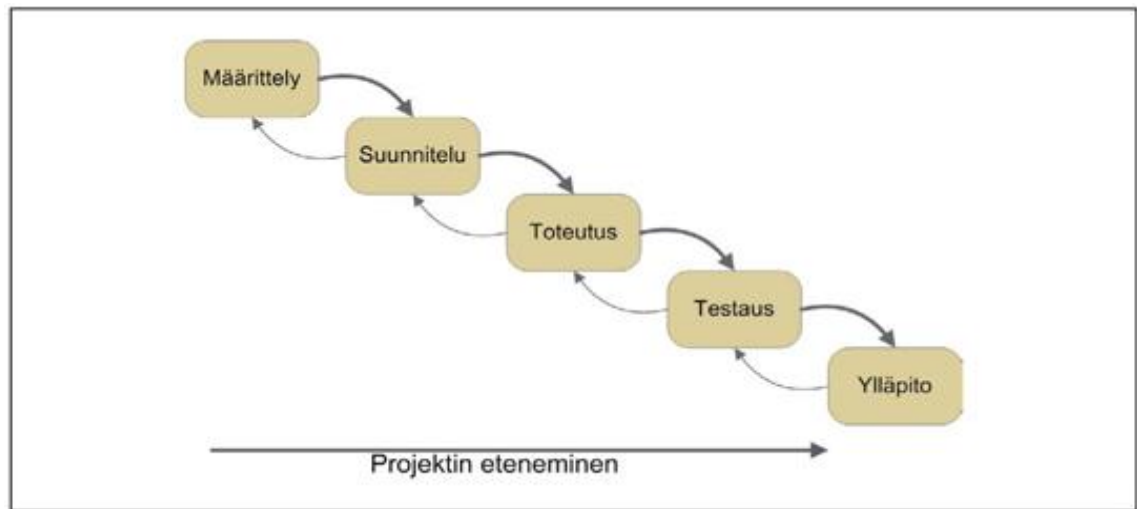 Määrittely
Suunnitelu
Toteutus
Testaus
Ylläpito
Projektin eteneminen